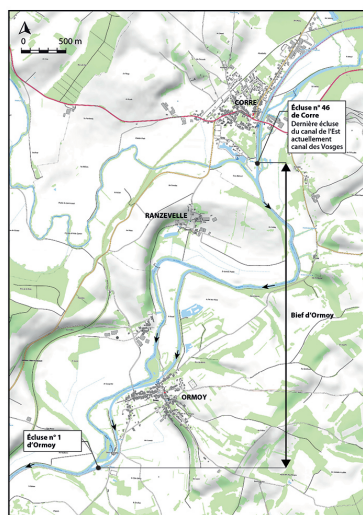 0 500 m
CORRE
Écluse n° 46
de Corre
Dernière écluse
du canal de l'Est
actuellement
canal des Vosges
RANZEVELLE
Bief d'Ormoy
ORMOY
Écluse n° 1
d'Ormoy